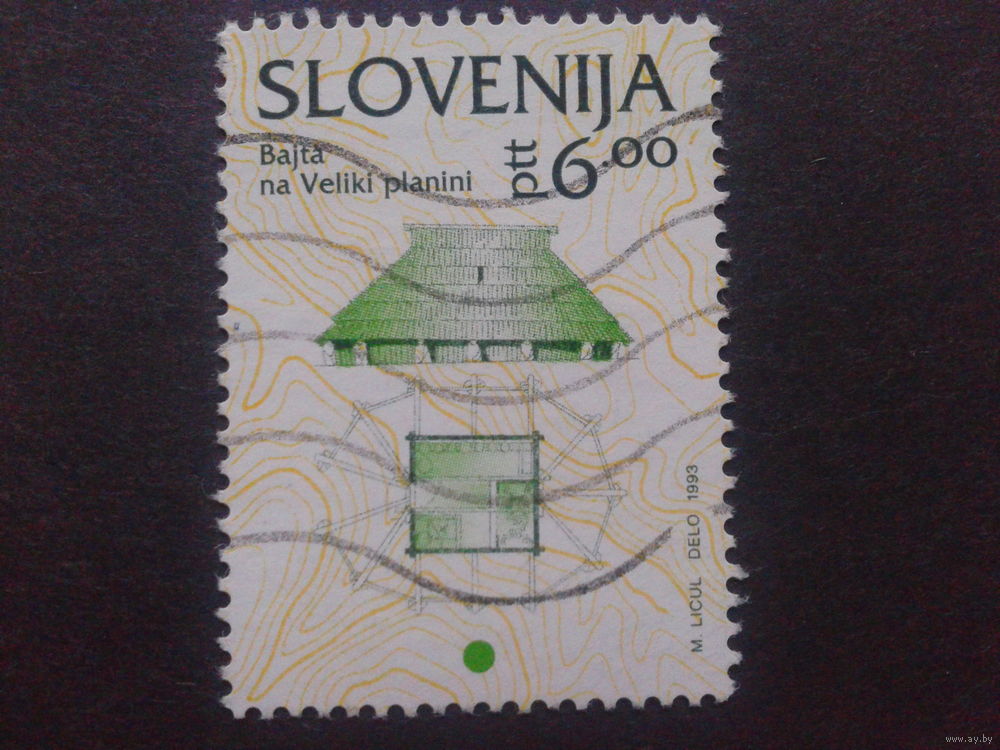 SLOVENIJA
Bajta
na Veliki planini
ptt 6.00
M. LICUL DELO 1993
www.ay.by